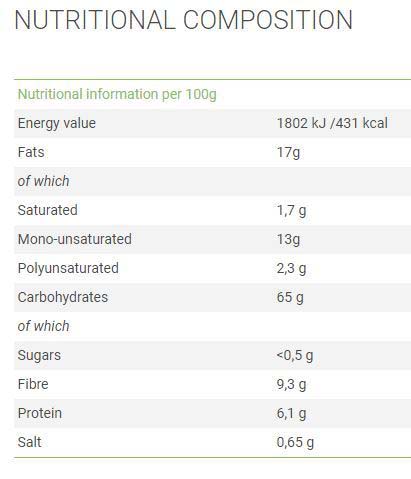 NUTRITIONAL COMPOSITION
Nutritional information per 100g
Energy value 1802 kJ /431 kcal
Fats 17g
of which
Saturated 1,7 g
Mono-unsaturated 13g
Polyunsaturated 2,3 g
Carbohydrates 65 g
of which
Sugars <0,5 g
Fibre 9,3 g
Protein 6,1 g
Salt 0,65 g